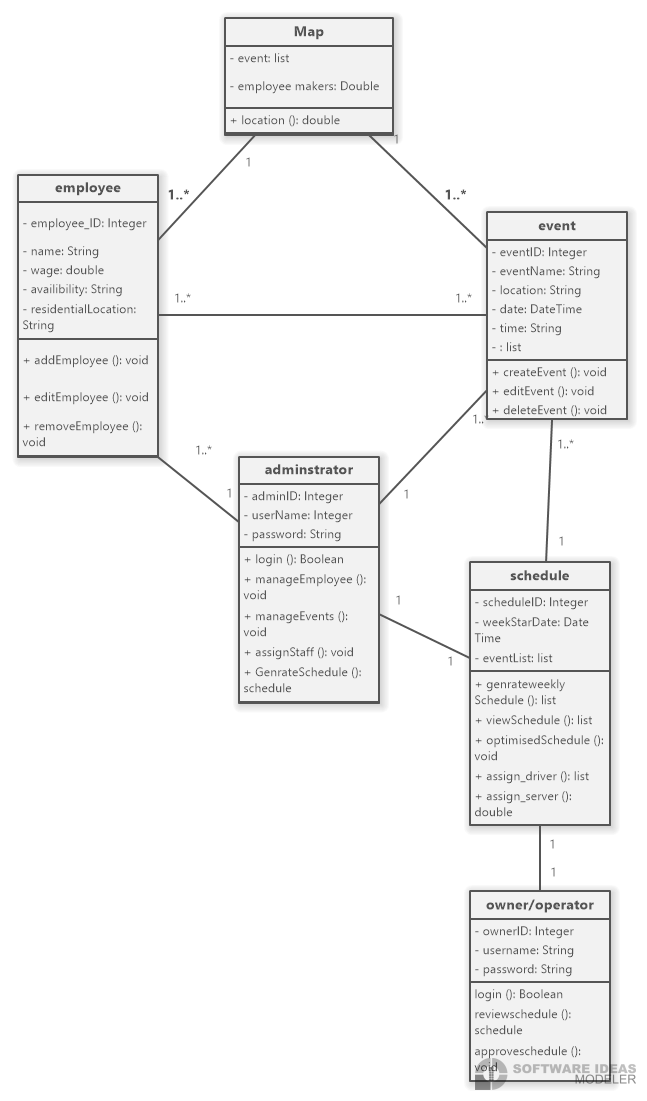 Map
- event: list
- employee makers: Double
+ location (): double
1
1
1..*
1..*
employee
- employee_ID: Integer
- name: String
- wage: double
- availibility: String
- residentialLocation:
String
+ addEmployee (): void
+ editEmployee (): void
+ removeEmployee ():
void
event
- eventID: Integer
- eventName: String
- location: String
- date: DateTime
- time: String
- : list
+ createEvent (): void
+ editEvent (): void
+ deleteEvent (): void
1..*
1..*
1..*
1
1..*
1
1..*
1
adminstrator
- adminID: Integer
- userName: Integer
- password: String
+ login (): Boolean
+ manageEmployee ():
void
+ manageEvents ():
void
+ assignStaff (): void
+ GenrateSchedule ():
schedule
1
1
schedule
- scheduleID: Integer
- weekStarDate: Date
Time
- eventList: list
+ genrateweekly
Schedule (): list
+ viewSchedule (): list
+ optimisedSchedule ():
void
+ assign_driver (): list
+ assign_server ():
double
1
1
owner/operator
- ownerID: Integer
- username: String
- password: String
login (): Boolean
reviewschedule ():
schedule
approveschedule ():
void
SOFTWARE IDEAS
MODELER